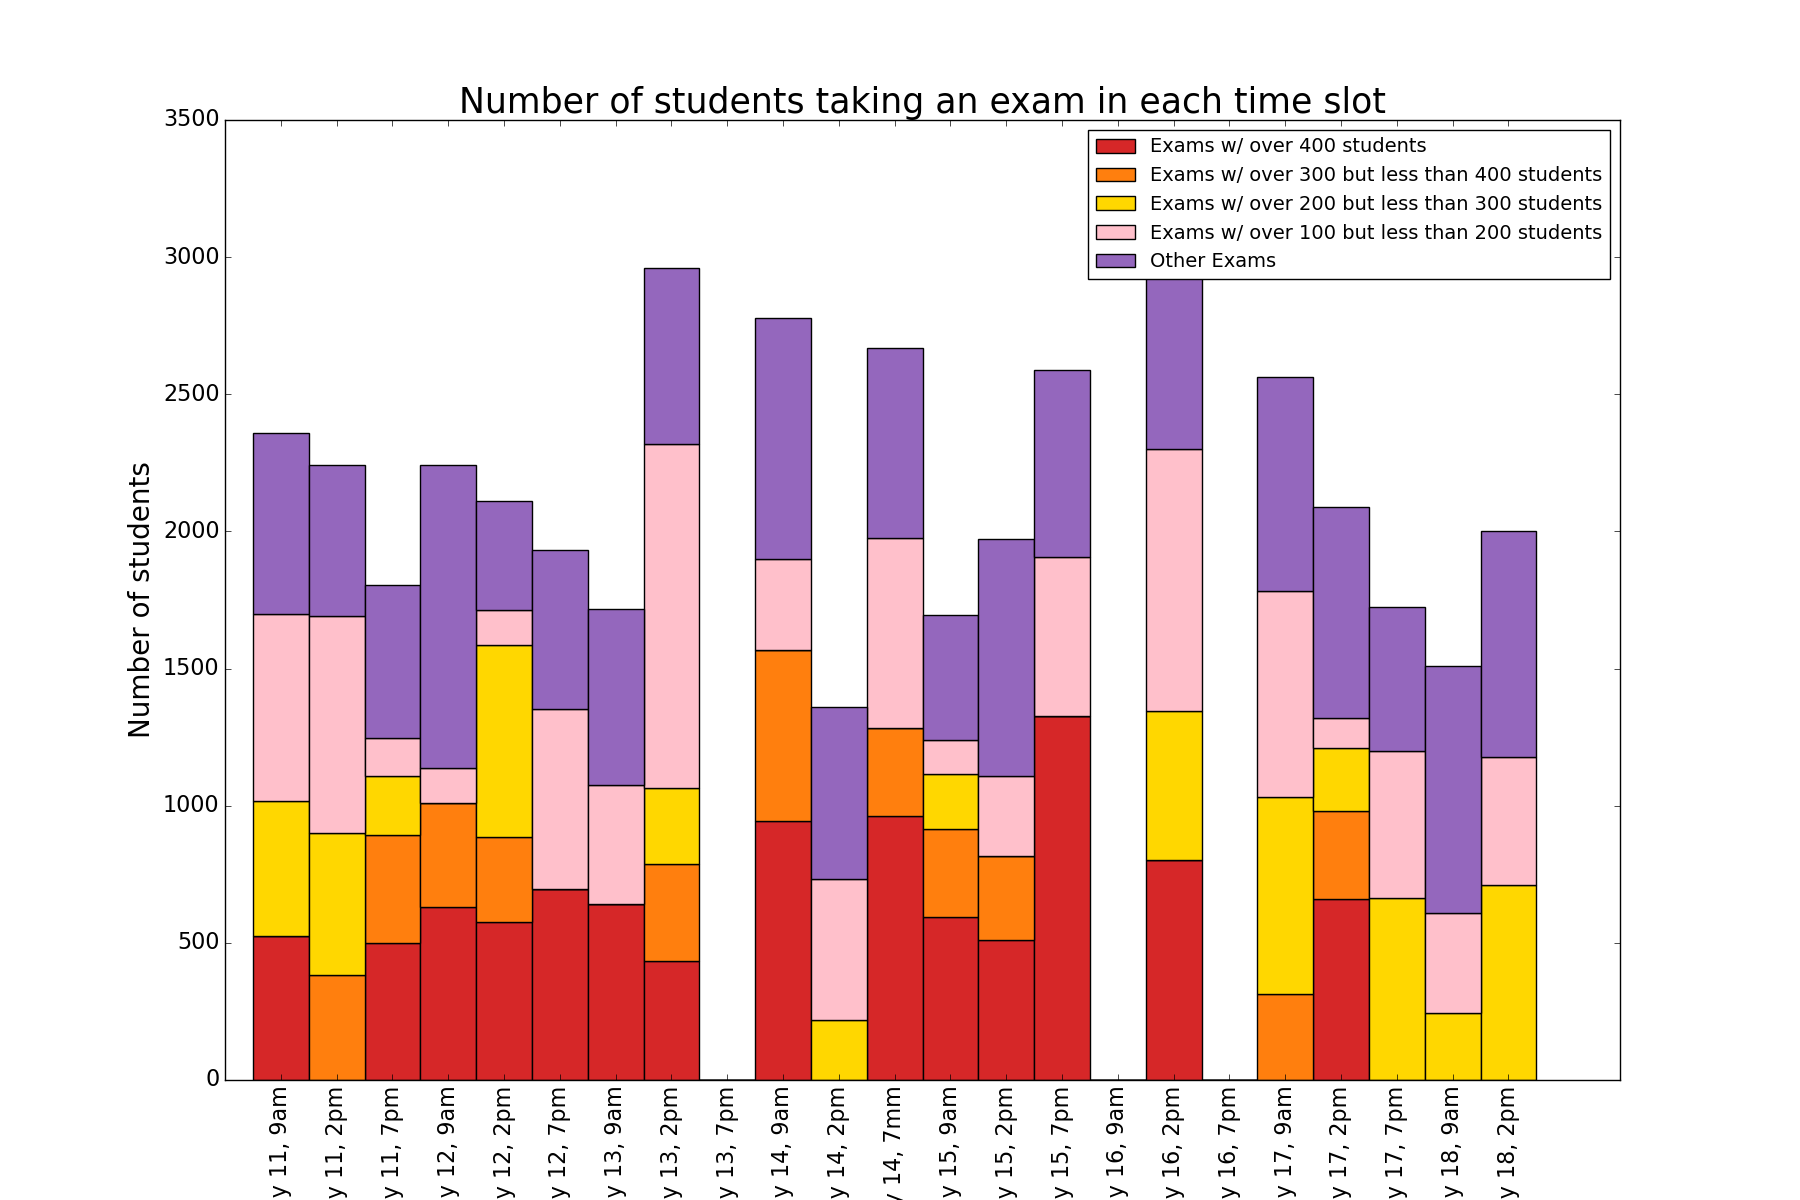 Number of students taking an exam in each time slot
Exams w/ over 400 students
Exams w/ over 300 but less than 400 students
Exams w/ over 200 but less than 300 students
Exams w/ over 100 but less than 200 students
Other Exams
Number of students
3500
3000
2500
2000
1500
1000
500
0
y 11, 9am
y 11, 2pm
y 11, 7pm
y 12, 9am
y 12, 2pm
y 12, 7pm
y 13, 9am
y 13, 2pm
y 13, 7pm
y 14, 9am
y 14, 2pm
y 14, 7mm
y 15, 9am
y 15, 2pm
y 15, 7pm
y 16, 9am
y 16, 2pm
y 16, 7pm
y 17, 9am
y 17, 2pm
y 17, 7pm
y 18, 9am
y 18, 2pm